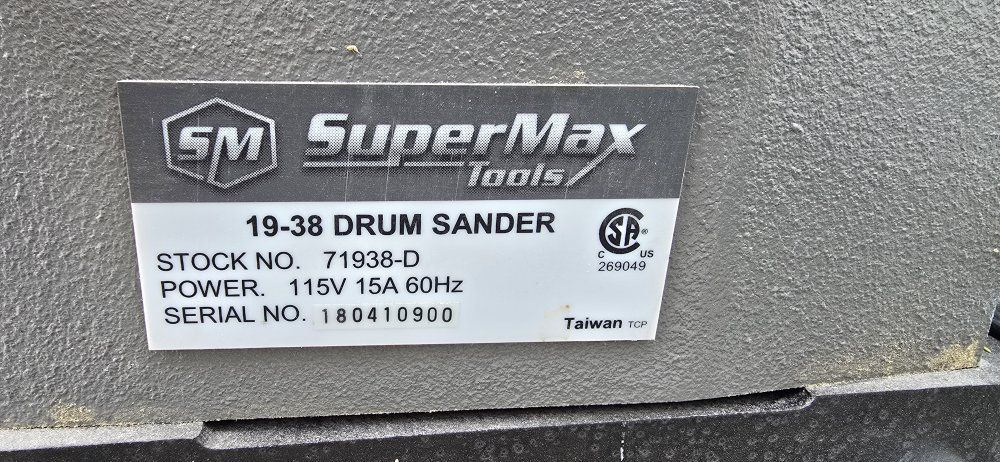 SM SuperMax
Tools
19-38 DRUM SANDER
STOCK NO. 71938-D
POWER. 115V 15A 60Hz
SERIAL NO. 180410900
CSA ®
C US
269049
Taiwan TCP